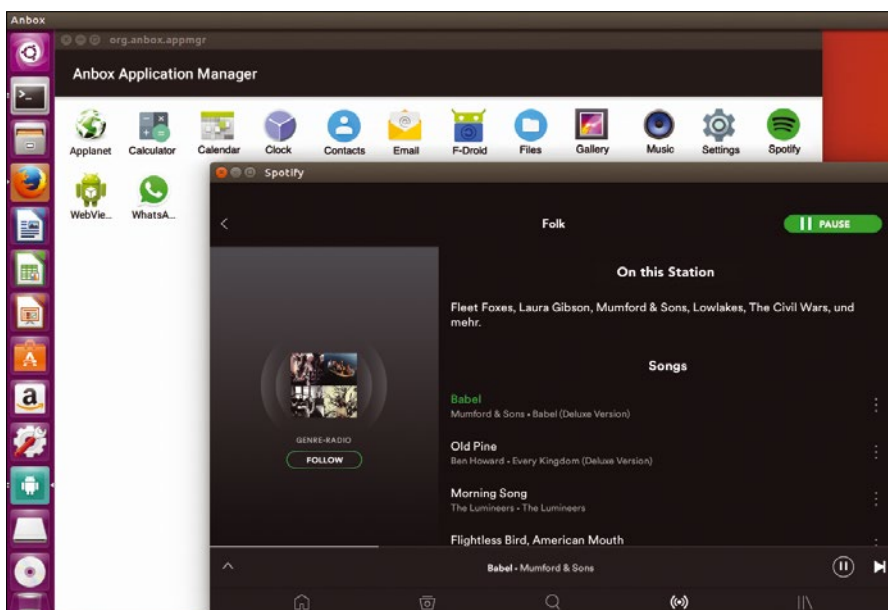 Anbox
org.anbox.appmgr
Anbox Application Manager
Applanet Calculator Calendar Clock Contacts Email F-Droid Files Gallery Music Settings Spotify
WebVie... WhatsA...
Spotify
Folk
PAUSE
On this Station
Fleet Foxes, Laura Gibson, Mumford & Sons, Lowlakes, The Civil Wars, und
mehr.
Songs
GENRE-RADIO
FOLLOW
Babel
Mumford & Sons • Babel (Deluxe Version)
Old Pine
Ben Howard • Every Kingdom (Deluxe Version)
Morning Song
The Lumineers • The Lumineers
Flightless Bird, American Mouth
Babel • Mumford & Sons